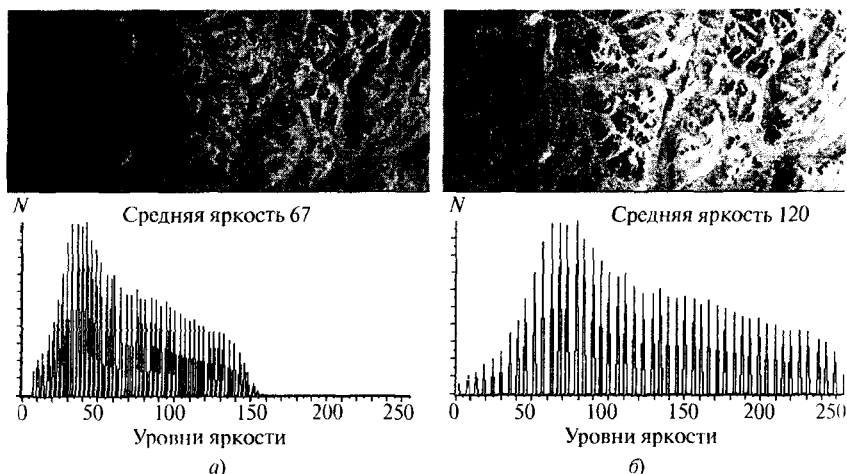 Средняя яркость 67
N
0 50 100 150 200 250
Уровни яркости
а)
Средняя яркость 120
N
0 50 100 150 200 250
Уровни яркости
б)